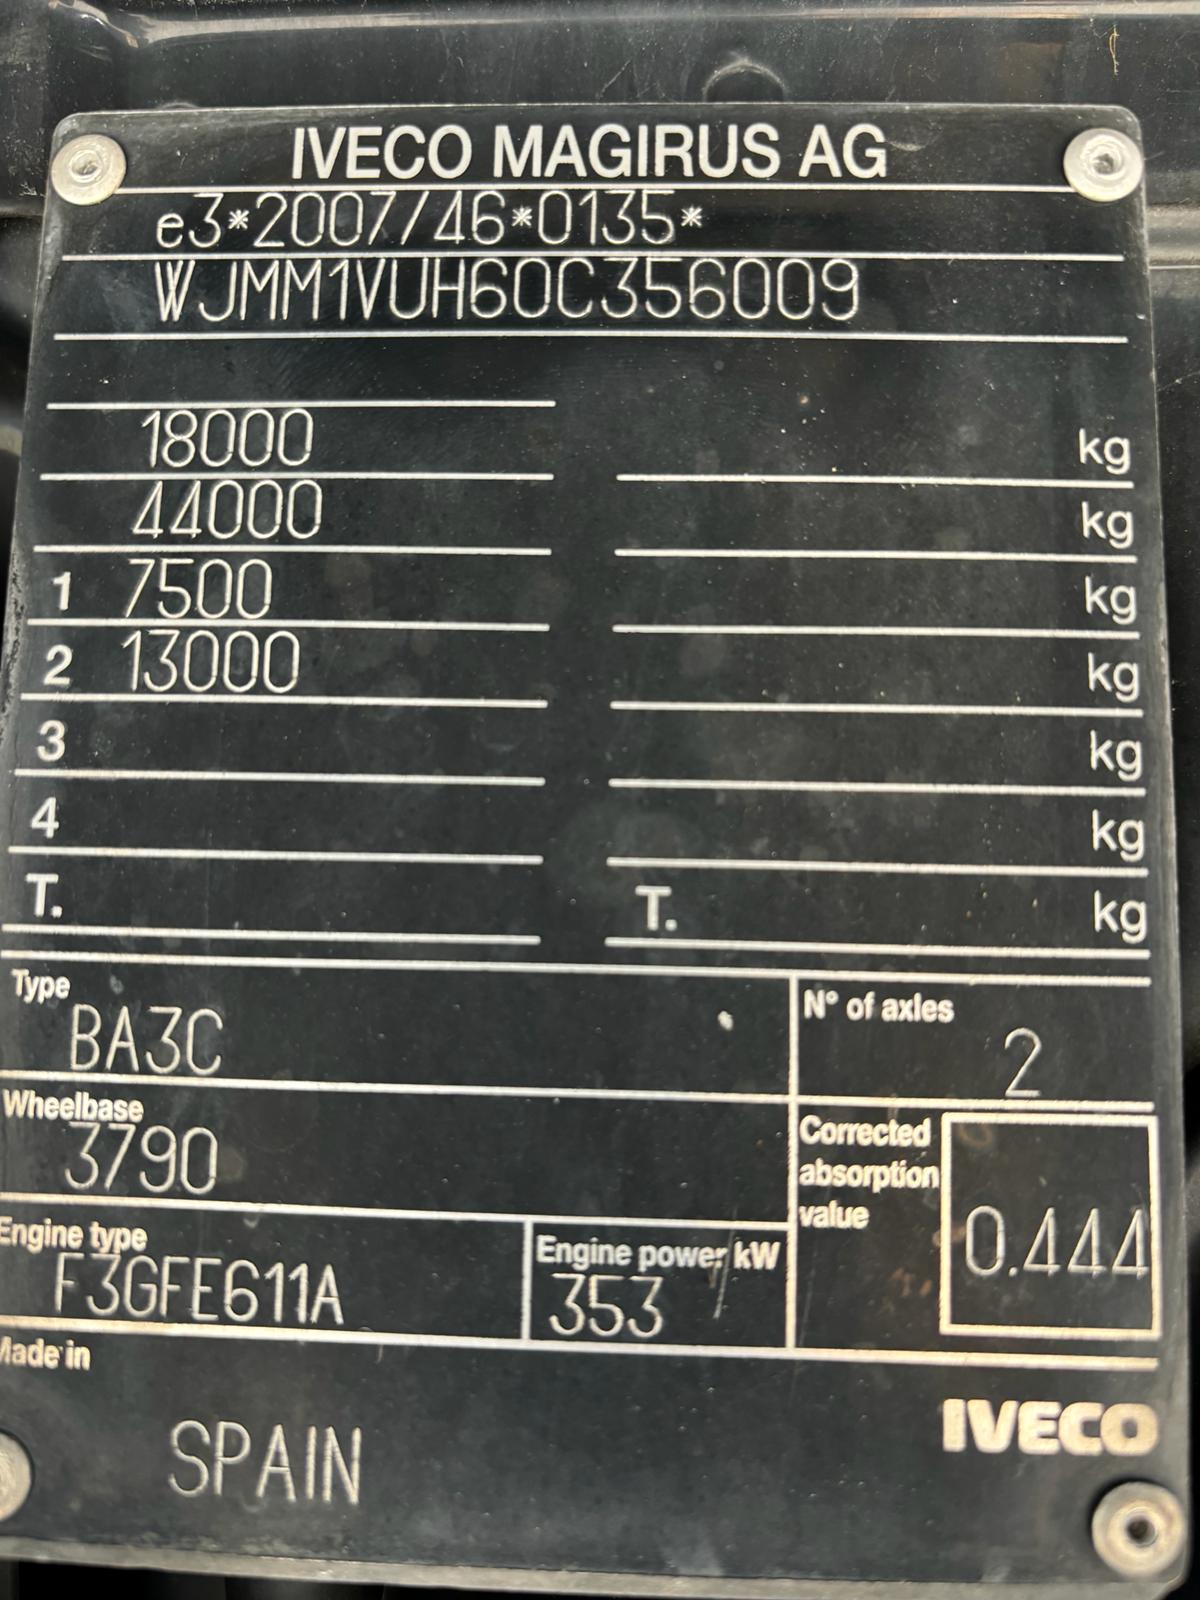 IVECO MAGIRUS AG
e3*2007/46*0135*
WJMM1VUH60C356009
18000 kg
44000 kg
1 7500 kg
2 13000 kg
3 kg
4 kg
T. T. kg
Type
BA3C
N° of axles
2
Wheelbase
3790
Corrected
absorption
value
0.444
Engine type
F3GFE611A
Engine power kW
353
Made in
SPAIN
IVECO